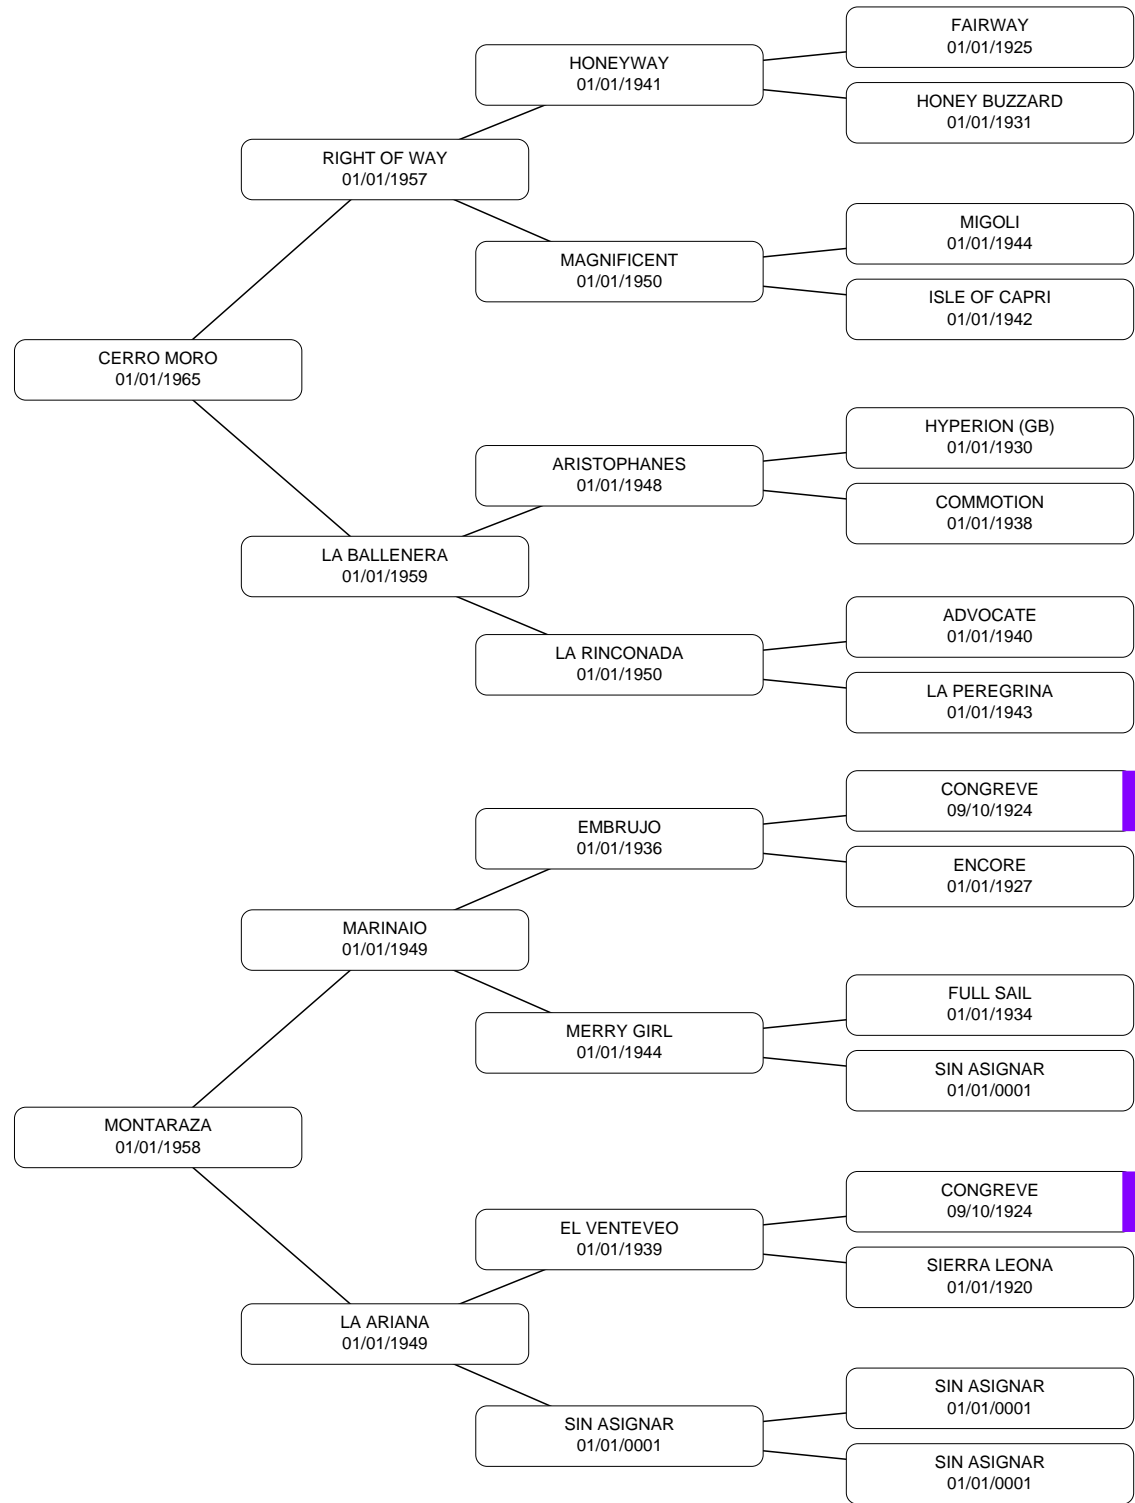 FAIRWAY
01/01/1925
HONEYWAY
01/01/1941
HONEY BUZZARD
01/01/1931
RIGHT OF WAY
01/01/1957
MIGOLI
01/01/1944
MAGNIFICENT
01/01/1950
ISLE OF CAPRI
01/01/1942
CERRO MORO
01/01/1965
HYPERION (GB)
01/01/1930
ARISTOPHANES
01/01/1948
COMMOTION
01/01/1938
LA BALLENERA
01/01/1959
ADVOCATE
01/01/1940
LA RINCONADA
01/01/1950
LA PEREGRINA
01/01/1943
CONGREVE
09/10/1924
EMBRUJO
01/01/1936
ENCORE
01/01/1927
MARINAIO
01/01/1949
FULL SAIL
01/01/1934
MERRY GIRL
01/01/1944
SIN ASIGNAR
01/01/0001
MONTARAZA
01/01/1958
CONGREVE
09/10/1924
EL VENTEVEO
01/01/1939
SIERRA LEONA
01/01/1920
LA ARIANA
01/01/1949
SIN ASIGNAR
01/01/0001
SIN ASIGNAR
01/01/0001
SIN ASIGNAR
01/01/0001